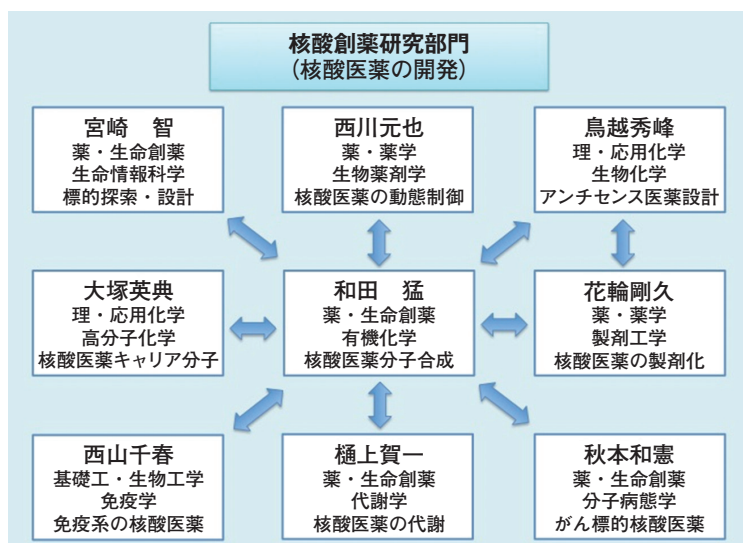 核酸創薬研究部門
(核酸医薬の開発)
宮崎　智
薬・生命創薬
生命情報科学
標的探索・設計
西川元也
薬・薬学
生物薬剤学
核酸医薬の動態制御
鳥越秀峰
理・応用化学
生物化学
アンチセンス医薬設計
大塚英典
理・応用化学
高分子化学
核酸医薬キャリア分子
和田　猛
薬・生命創薬
有機化学
核酸医薬分子合成
花輪剛久
薬・薬学
製剤工学
核酸医薬の製剤化
西山千春
基礎工・生物工学
免疫学
免疫系の核酸医薬
樋上賀一
薬・生命創薬
代謝学
核酸医薬の代謝
秋本和憲
薬・生命創薬
分子病態学
がん標的核酸医薬